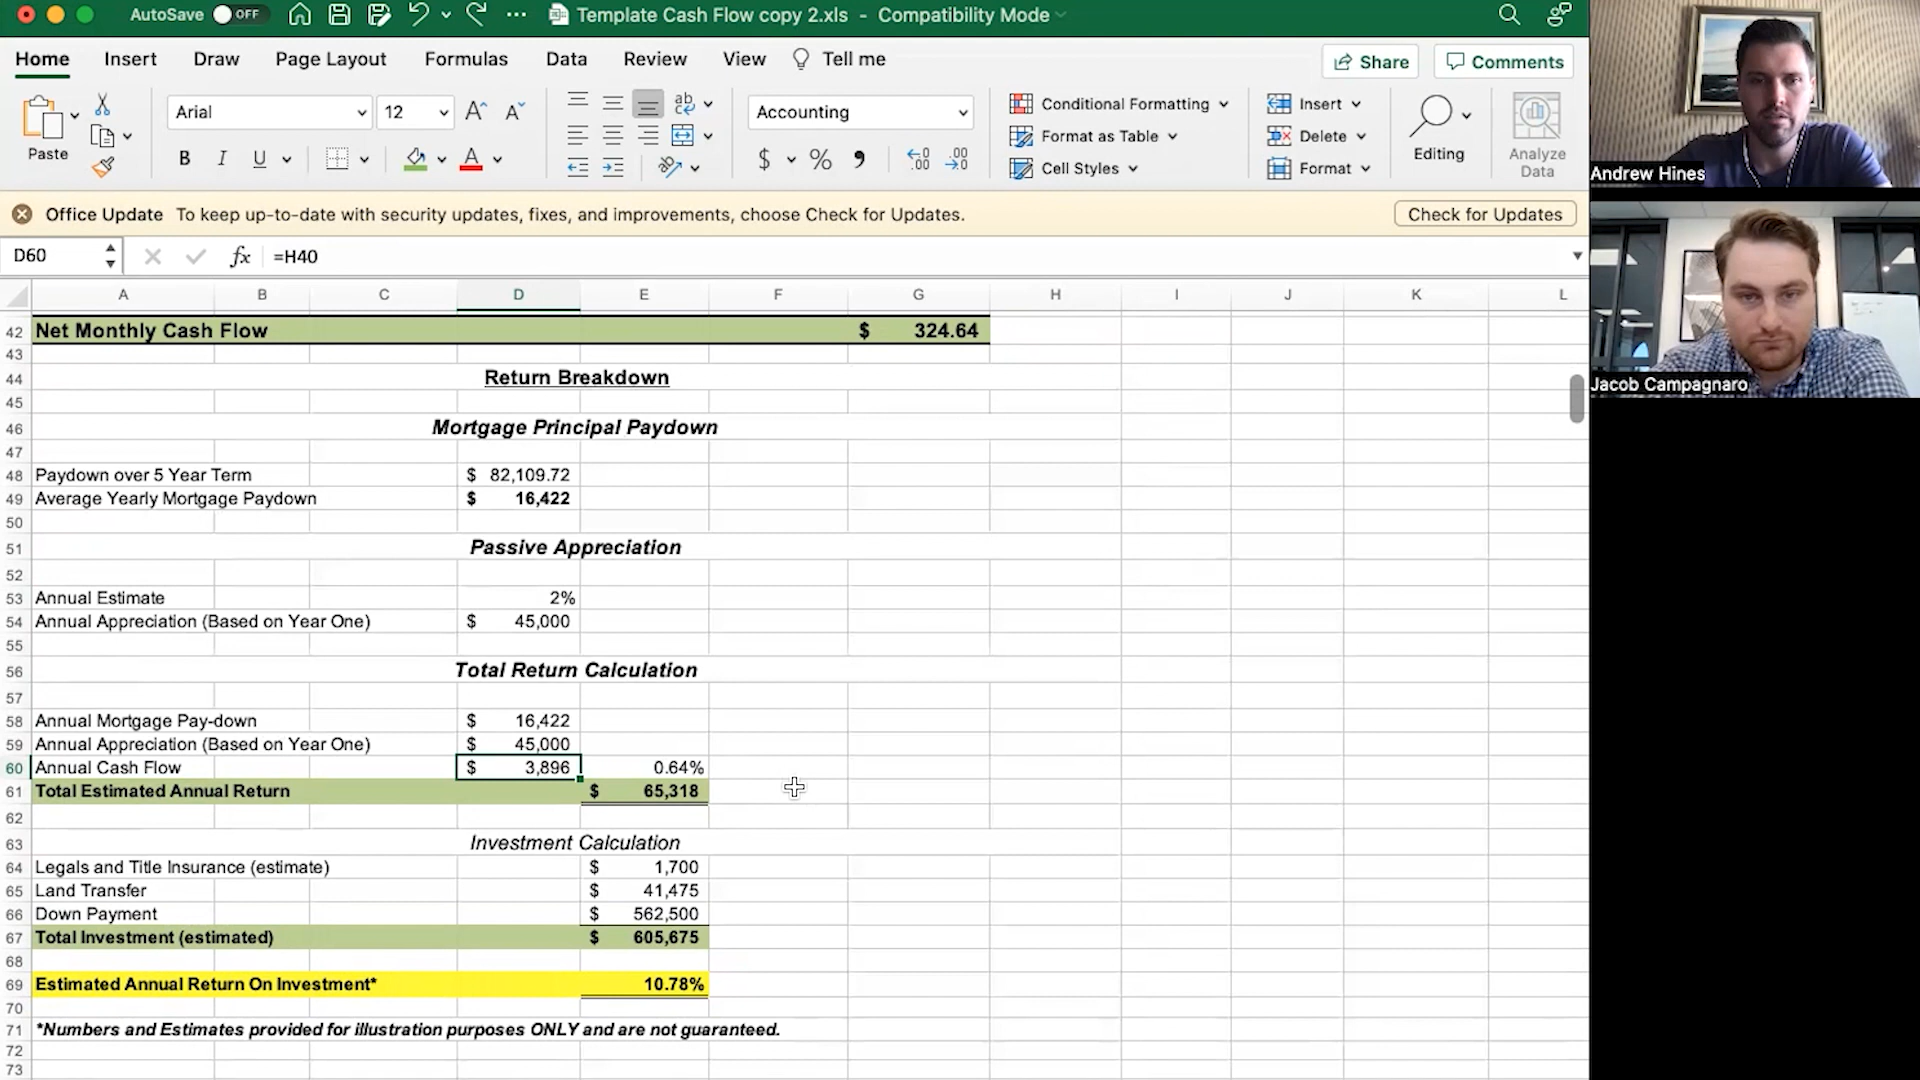 AutoSave OFF Template Cash Flow copy 2.xls - Compatibility Mode
Home Insert Draw Page Layout Formulas Data Review View Tell me Share Comments
Paste Arial 12 Accounting Conditional Formatting Insert
Format as Table Delete
Cell Styles Format
Editing Analyze Data
B I U $ %
Office Update To keep up-to-date with security updates, fixes, and improvements, choose Check for Updates. Check for Updates
D60 fx =H40
A B C D E F G H I J K L
42 Net Monthly Cash Flow $ 324.64
43
44 Return Breakdown
45
46 Mortgage Principal Paydown
47
48 Paydown over 5 Year Term $ 82,109.72
49 Average Yearly Mortgage Paydown $ 16,422
50
51 Passive Appreciation
52
53 Annual Estimate 2%
54 Annual Appreciation (Based on Year One) $ 45,000
55
56 Total Return Calculation
57
58 Annual Mortgage Pay-down $ 16,422
59 Annual Appreciation (Based on Year One) $ 45,000
60 Annual Cash Flow $ 3,896 0.64%
61 Total Estimated Annual Return $ 65,318
62
63 Investment Calculation
64 Legals and Title Insurance (estimate) $ 1,700
65 Land Transfer $ 41,475
66 Down Payment $ 562,500
67 Total Investment (estimated) $ 605,675
68
69 Estimated Annual Return On Investment* 10.78%
70
71 *Numbers and Estimates provided for illustration purposes ONLY and are not guaranteed.
72
73
Andrew Hines
Jacob Campagnaro